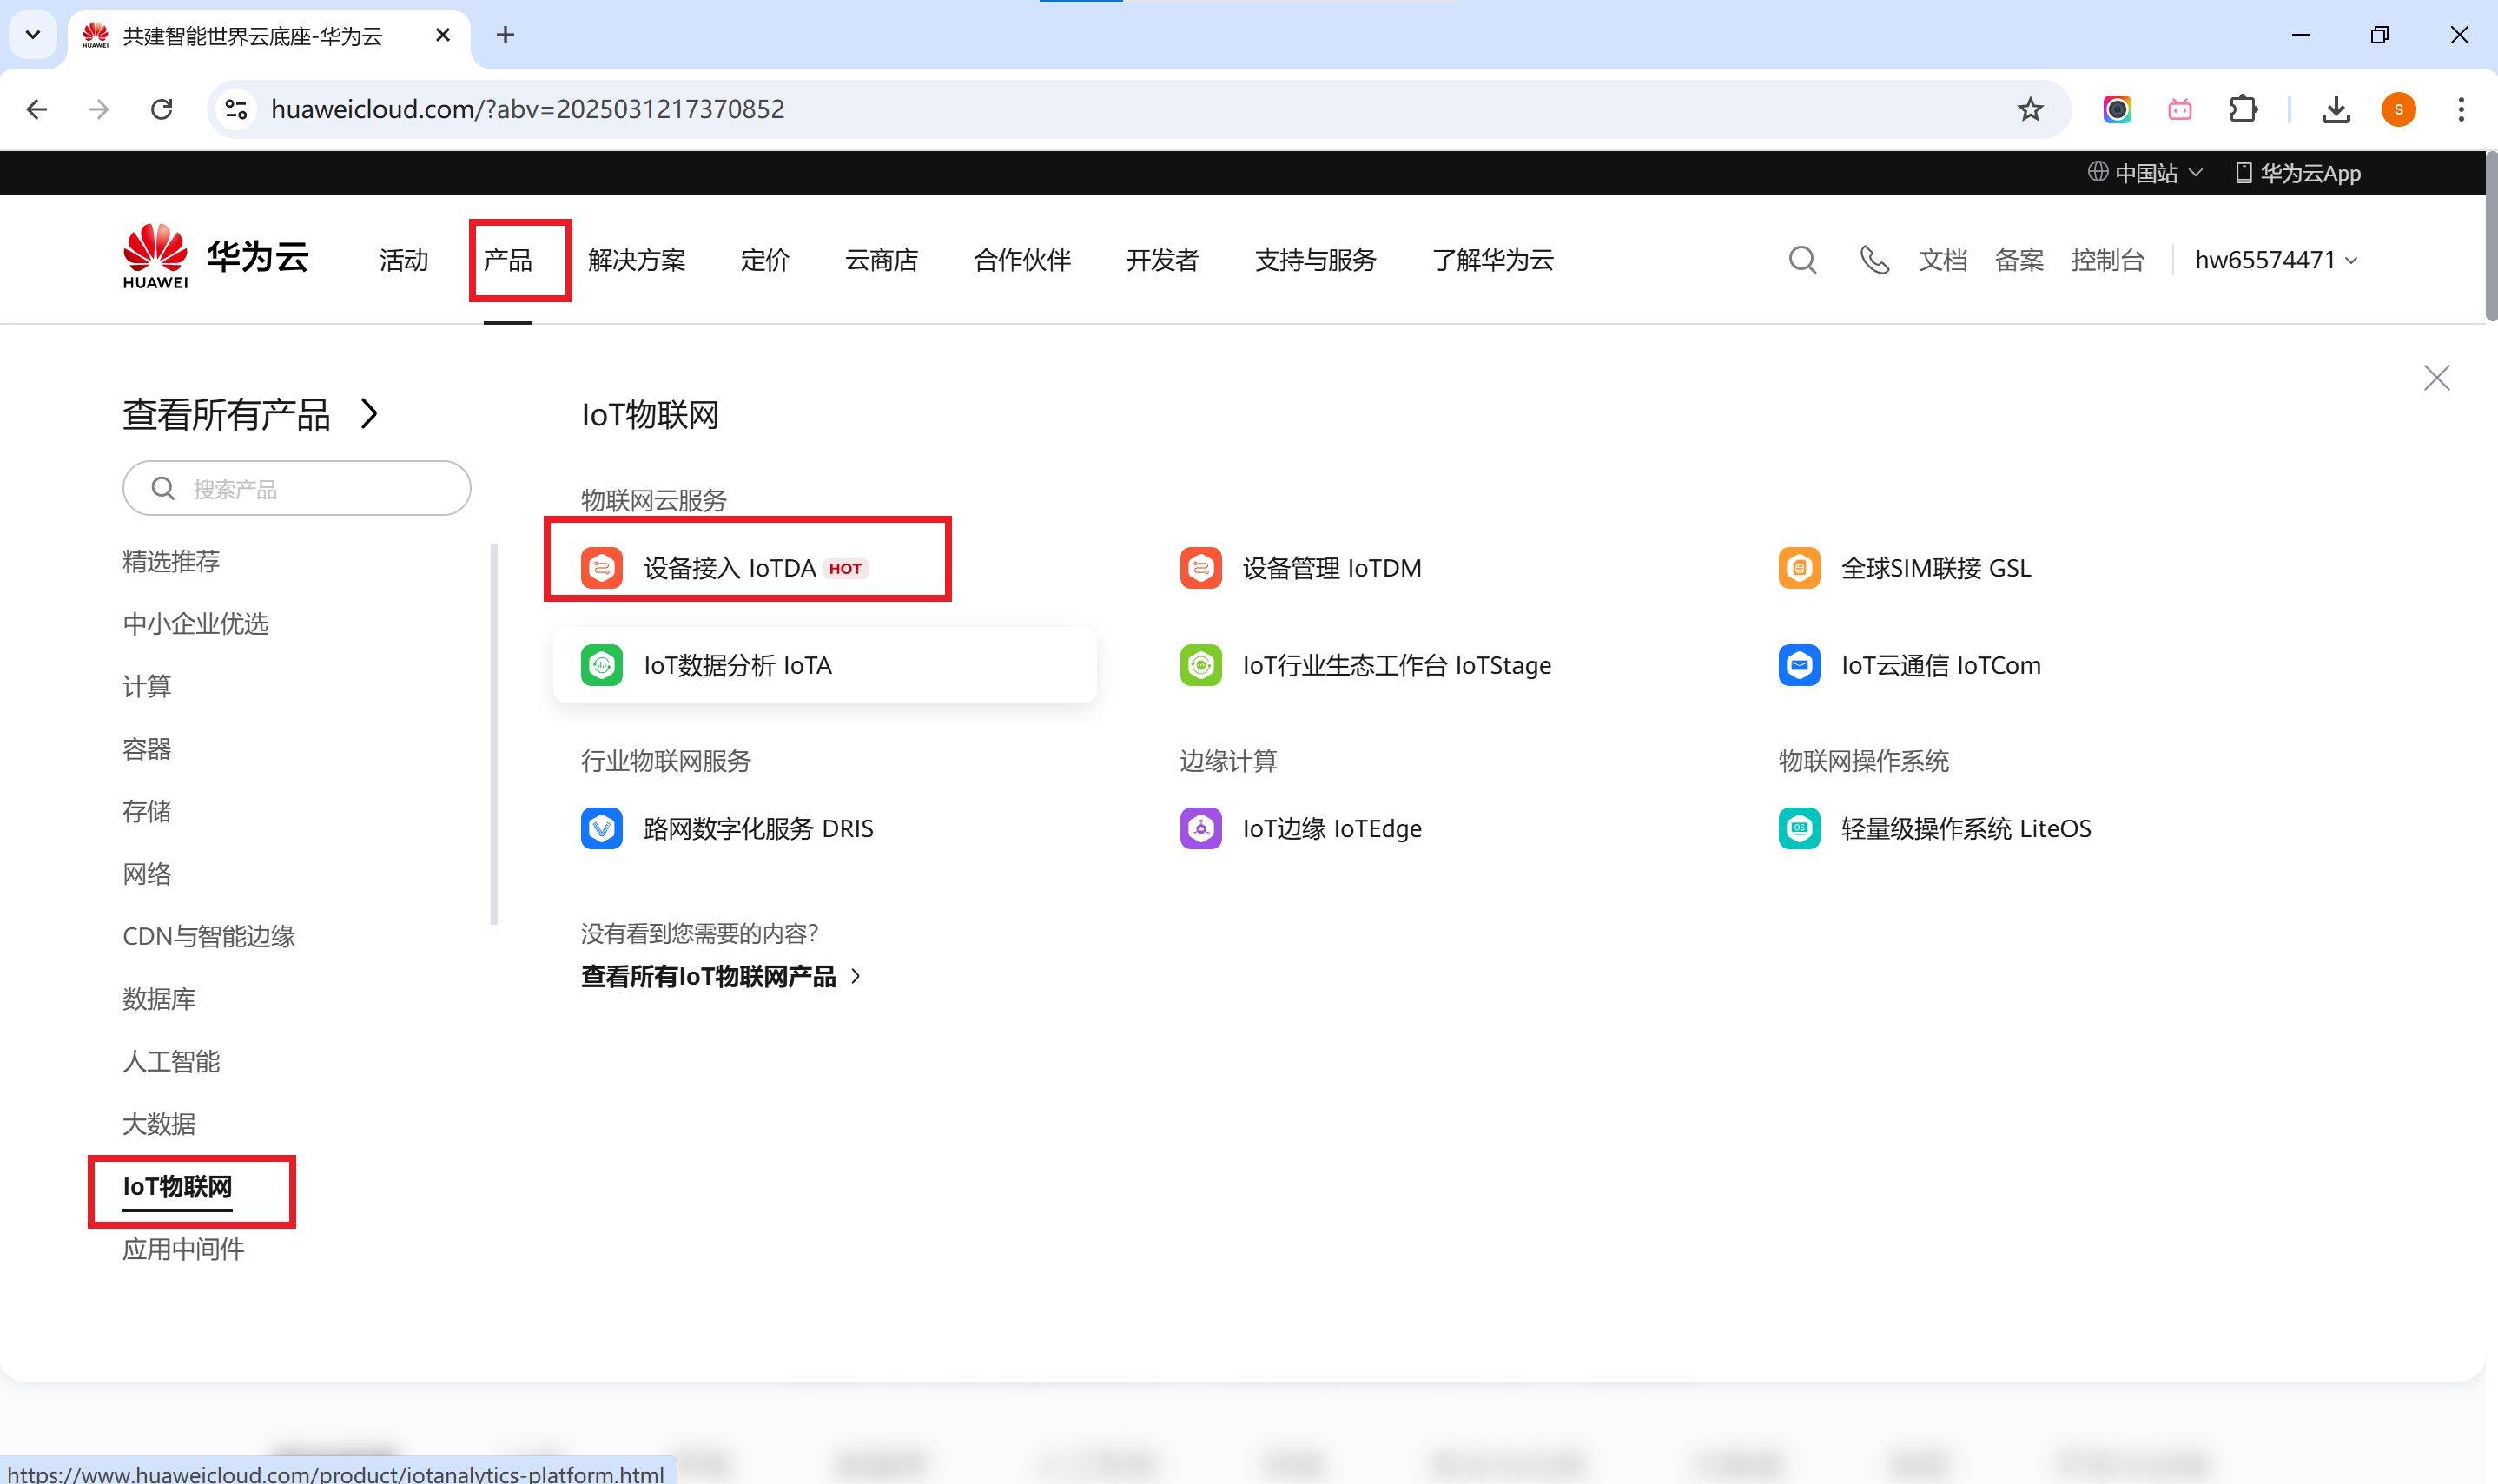 共建智能世界云底座-华为云
huaweicloud.com/?abv=2025031217370852
S
中国站 华为云App
HUAWEI 华为云 活动 产品 解决方案 定价 云商店 合作伙伴 开发者 支持与服务 了解华为云 文档 备案 控制台 hw65574471
查看所有产品
搜索产品
精选推荐
中小企业优选
计算
容器
存储
网络
CDN与智能边缘
数据库
人工智能
大数据
IoT物联网
应用中间件
IoT物联网
物联网云服务
设备接入 IoTDA HOT 设备管理 IoTDM 全球SIM联接 GSL
IoT数据分析 IoTA IoT行业生态工作台 IoTStage IoT云通信 IoTCom
行业物联网服务 边缘计算 物联网操作系统
路网数字化服务 DRIS IoT边缘 IoTEdge 轻量级操作系统 LiteOS
没有看到您需要的内容?
查看所有IoT物联网产品
https://www.huaweicloud.com/product/iotanalytics-platform.html